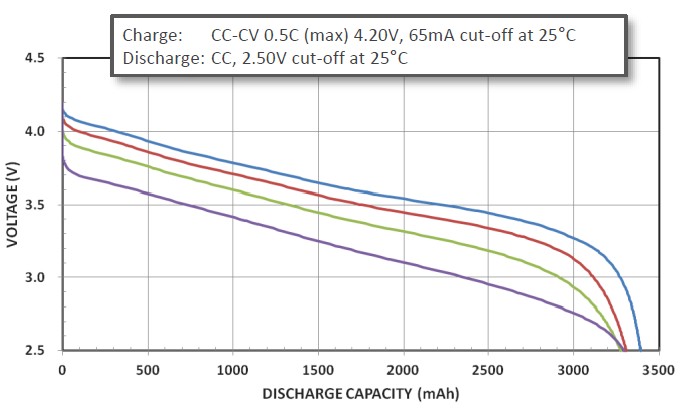 Charge: CC-CV 0.5C (max) 4.20V, 65mA cut-off at 25°C
Discharge: CC, 2.50V cut-off at 25°C
4.5
4.0
3.5
3.0
2.5
VOLTAGE (V)
0 500 1000 1500 2000 2500 3000 3500
DISCHARGE CAPACITY (mAh)